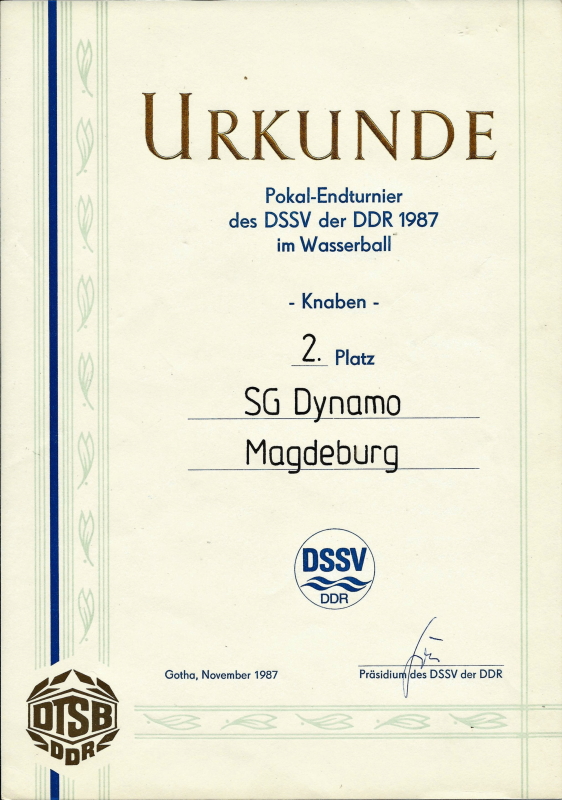 URKUNDE
Pokal-Endturnier
des DSSV der DDR 1987
im Wasserball
- Knaben -
2. Platz
SG Dynamo
Magdeburg
DSSV
DDR
Gotha, November 1987
Präsidium des DSSV der DDR
DTSB
DDR